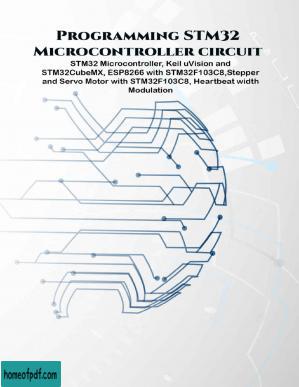 Programming STM32
Microcontroller circuit
STM32 Microcontroller, Keil uVision and
STM32CubeMX, ESP8266 with STM32F103C8,Stepper
and Servo Motor with STM32F103C8, Heartbeat width
Modulation
homeofpdf.com